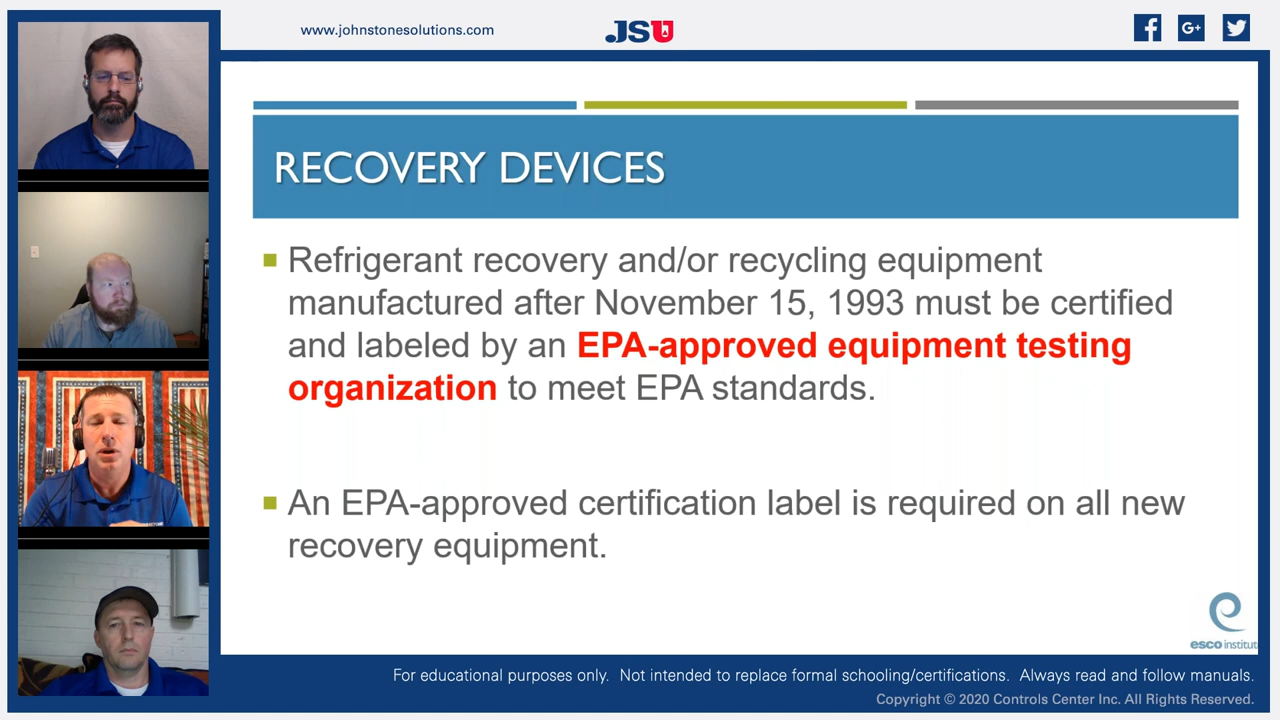 www.johnstonesolutions.com
JSU
G+
RECOVERY DEVICES
Refrigerant recovery and/or recycling equipment
manufactured after November 15, 1993 must be certified
and labeled by an EPA-approved equipment testing
organization to meet EPA standards.
An EPA-approved certification label is required on all new
recovery equipment.
esco institut
For educational purposes only. Not intended to replace formal schooling/certifications. Always read and follow manuals.
Copyright © 2020 Controls Center Inc. All Rights Reserved.